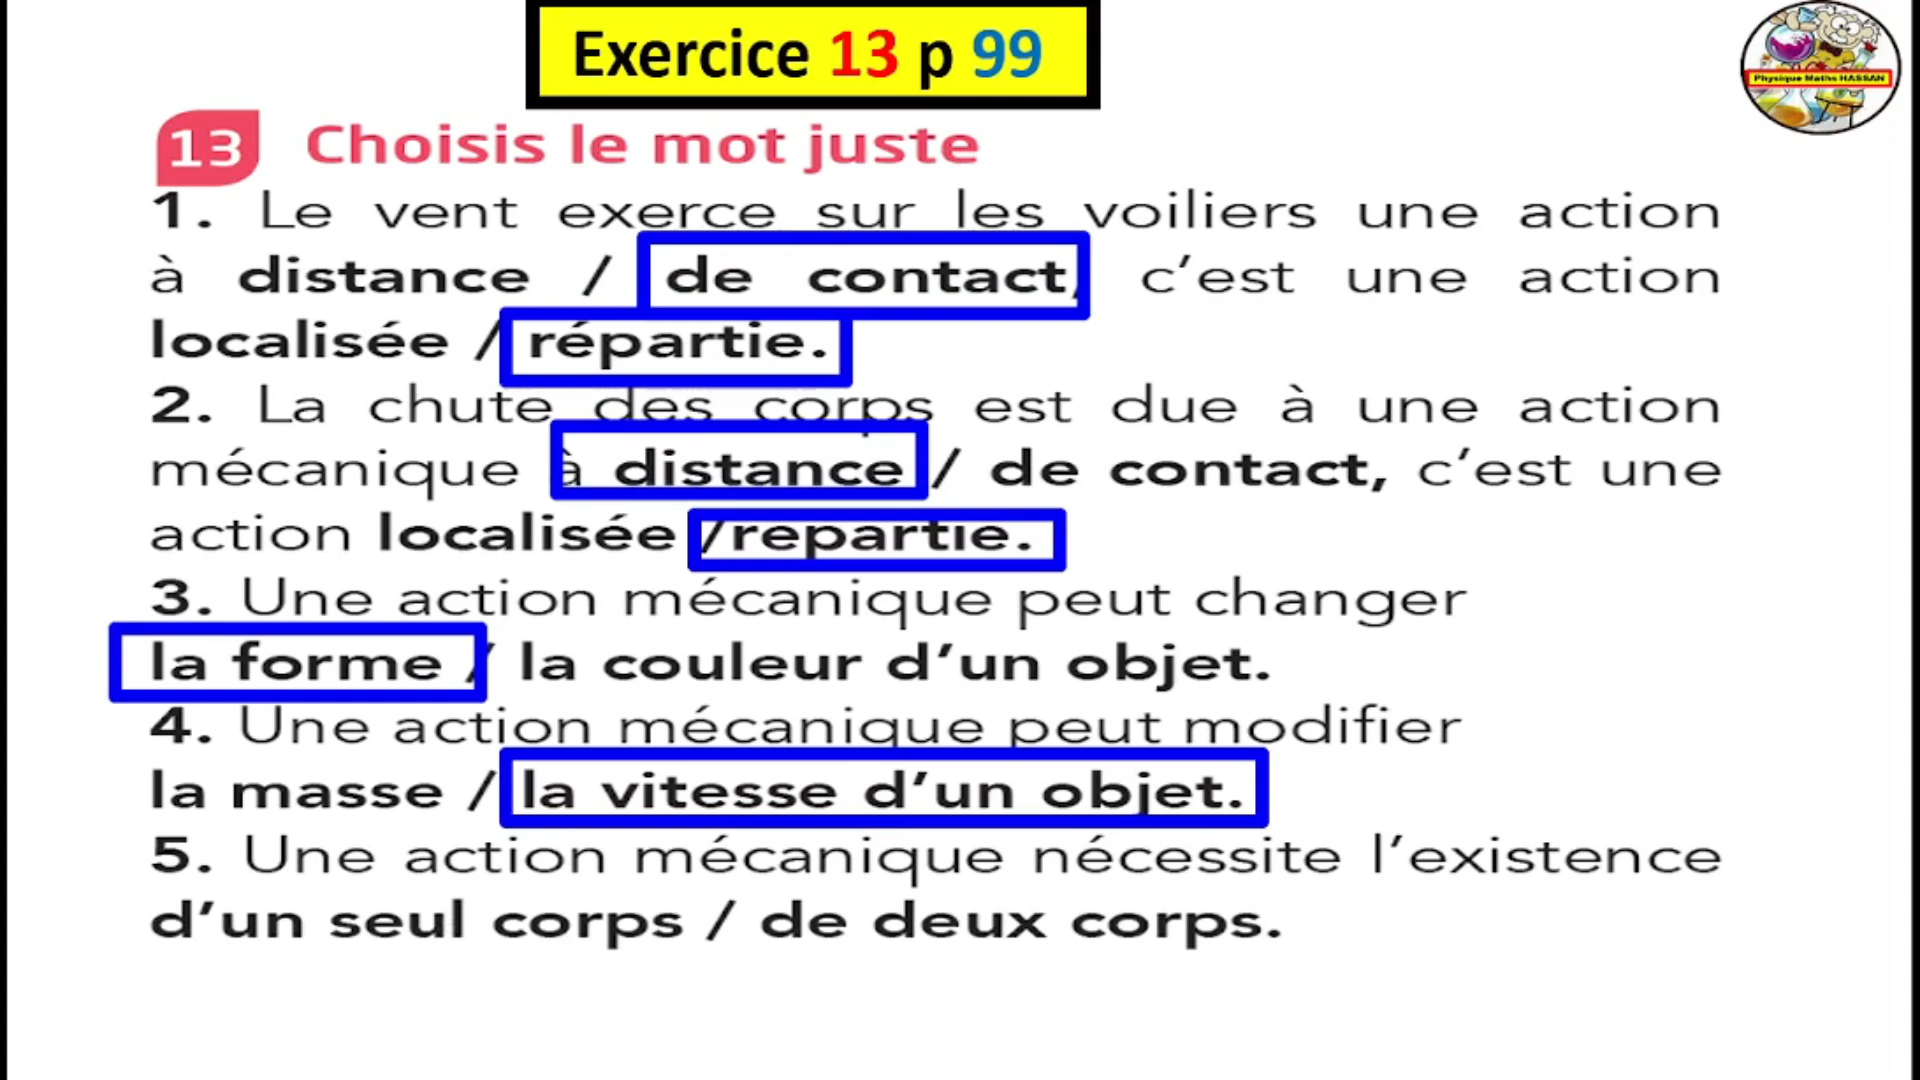 Exercice 13 p 99
Physique Maths HASSAN
13 Choisis le mot juste
1. Le vent exerce sur les voiliers une action
à distance / de contact, c’est une action
localisée / répartie.
2. La chute des corps est due à une action
mécanique à distance / de contact, c’est une
action localisée /repartie.
3. Une action mécanique peut changer
la forme / la couleur d’un objet.
4. Une action mécanique peut modifier
la masse / la vitesse d’un objet.
5. Une action mécanique nécessite l’existence
d’un seul corps / de deux corps.